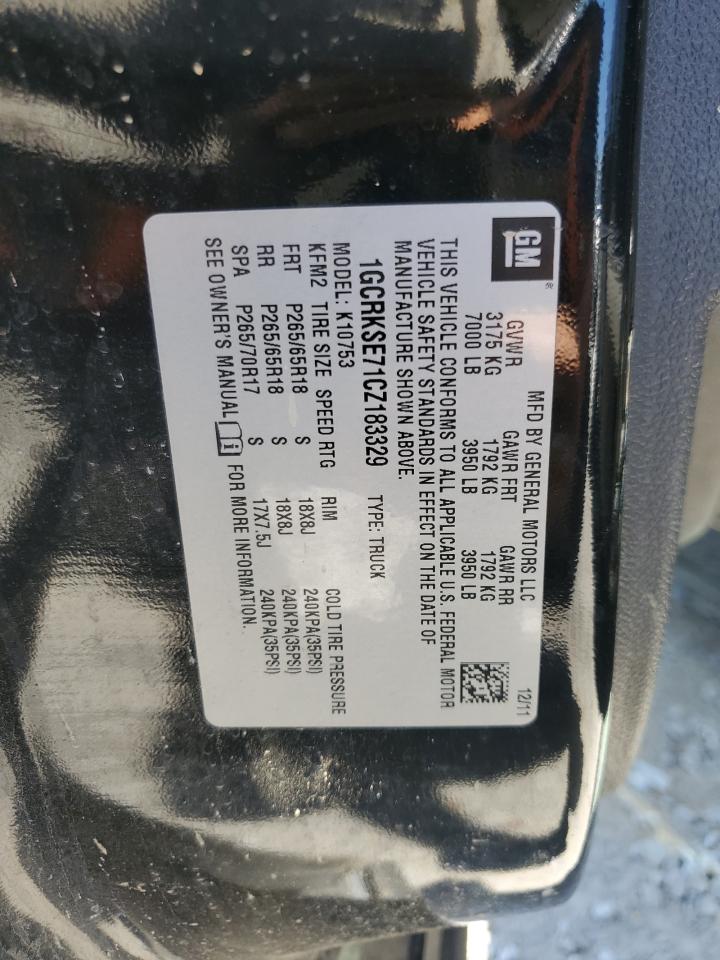 GM ®
MFD BY GENERAL MOTORS LLC 12/11
GVWR GAWR FRT GAWR RR
3175 KG 1792 KG 1792 KG
7000 LB 3950 LB 3950 LB
THIS VEHICLE CONFORMS TO ALL APPLICABLE U.S. FEDERAL MOTOR
VEHICLE SAFETY STANDARDS IN EFFECT ON THE DATE OF
MANUFACTURE SHOWN ABOVE.
1GCRKSE71CZ183329 TYPE: TRUCK
MODEL: K10753
KFM2 TIRE SIZE SPEED RTG RIM COLD TIRE PRESSURE
FRT P265/65R18 S 18X8J 240KPA(35PSI)
RR P265/65R18 S 18X8J 240KPA(35PSI)
SPA P265/70R17 S 17X7.5J 240KPA(35PSI)
SEE OWNER'S MANUAL FOR MORE INFORMATION.